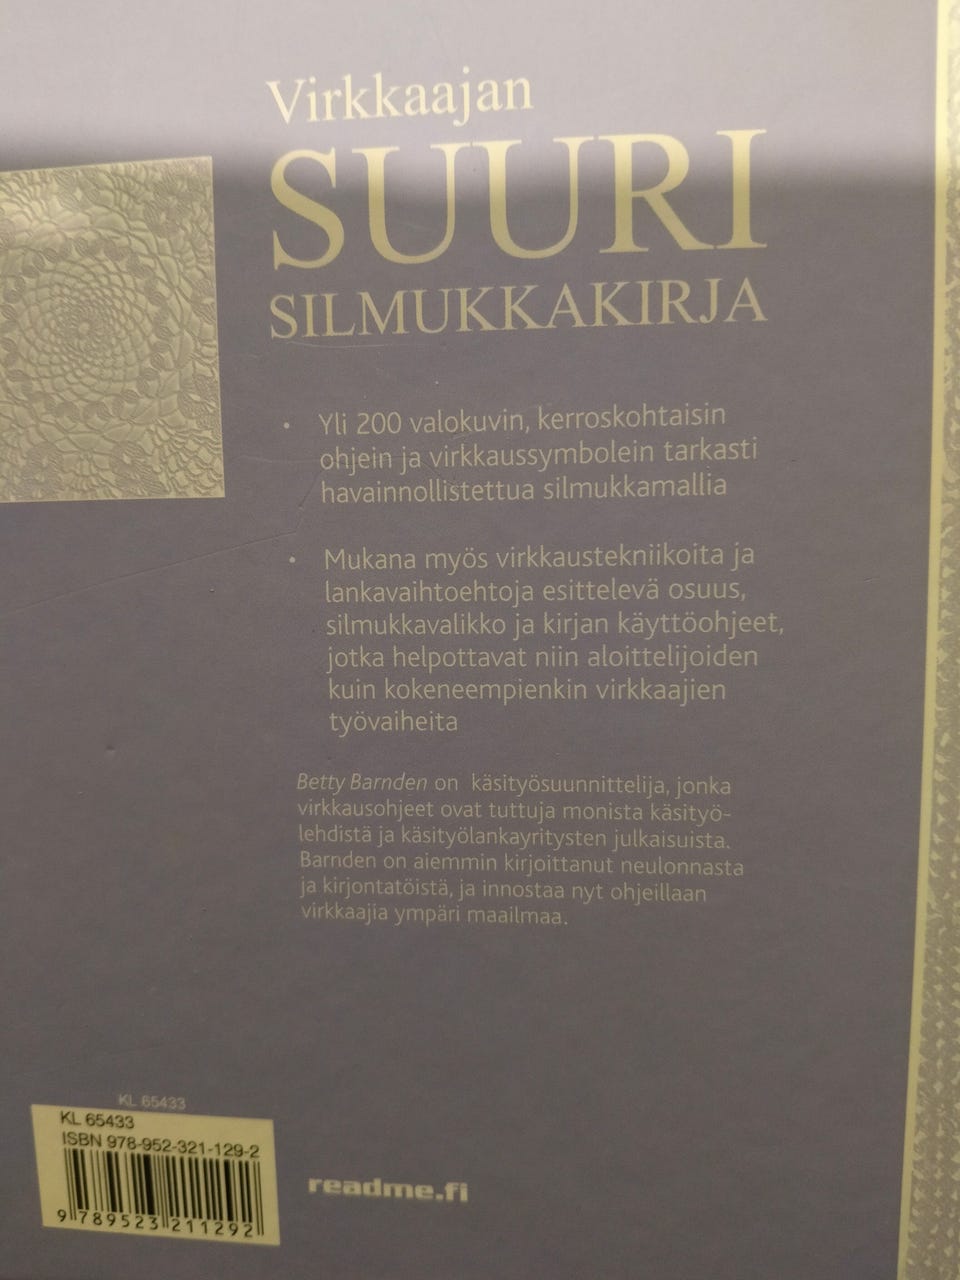 Virkkaajan
SUURI
SILMUKKAKIRJA
• Yli 200 valokuvin, kerroskohtaisin
ohjein ja virkkaussymbolein tarkasti
havainnollistettua silmukkamallia
• Mukana myös virkkaustekniikoita ja
lankavaihtoehtoja esittelevä osuus,
silmukkavalikko ja kirjan käyttöohjeet,
jotka helpottavat niin aloittelijoiden
kuin kokeneempienkin virkkaajien
työvaiheita
Betty Barnden on käsityösuunnittelija, jonka
virkkausohjeet ovat tuttuja monista käsityö-
lehdistä ja käsityölankayritysten julkaisuista.
Barnden on aiemmin kirjoittanut neulonnasta
ja kirjontatöistä, ja innostaa nyt ohjeillaan
virkkaajia ympäri maailmaa.
KL 65433
KL 65433
ISBN 978-952-321-129-2
9 789523 211292
readme.fi